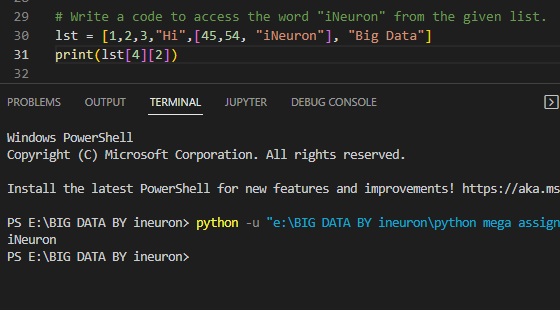 29 # Write a code to access the word "iNeuron" from the given list.
30 lst = [1,2,3,"Hi",[45,54, "iNeuron"], "Big Data"]
31 print(lst[4][2])
32
PROBLEMS OUTPUT TERMINAL JUPYTER DEBUG CONSOLE
Windows PowerShell
Copyright (C) Microsoft Corporation. All rights reserved.
Install the latest PowerShell for new features and improvements! https://aka.ms
PS E:\BIG DATA BY ineuron> python -u "e:\BIG DATA BY ineuron\python mega assign
iNeuron
PS E:\BIG DATA BY ineuron>